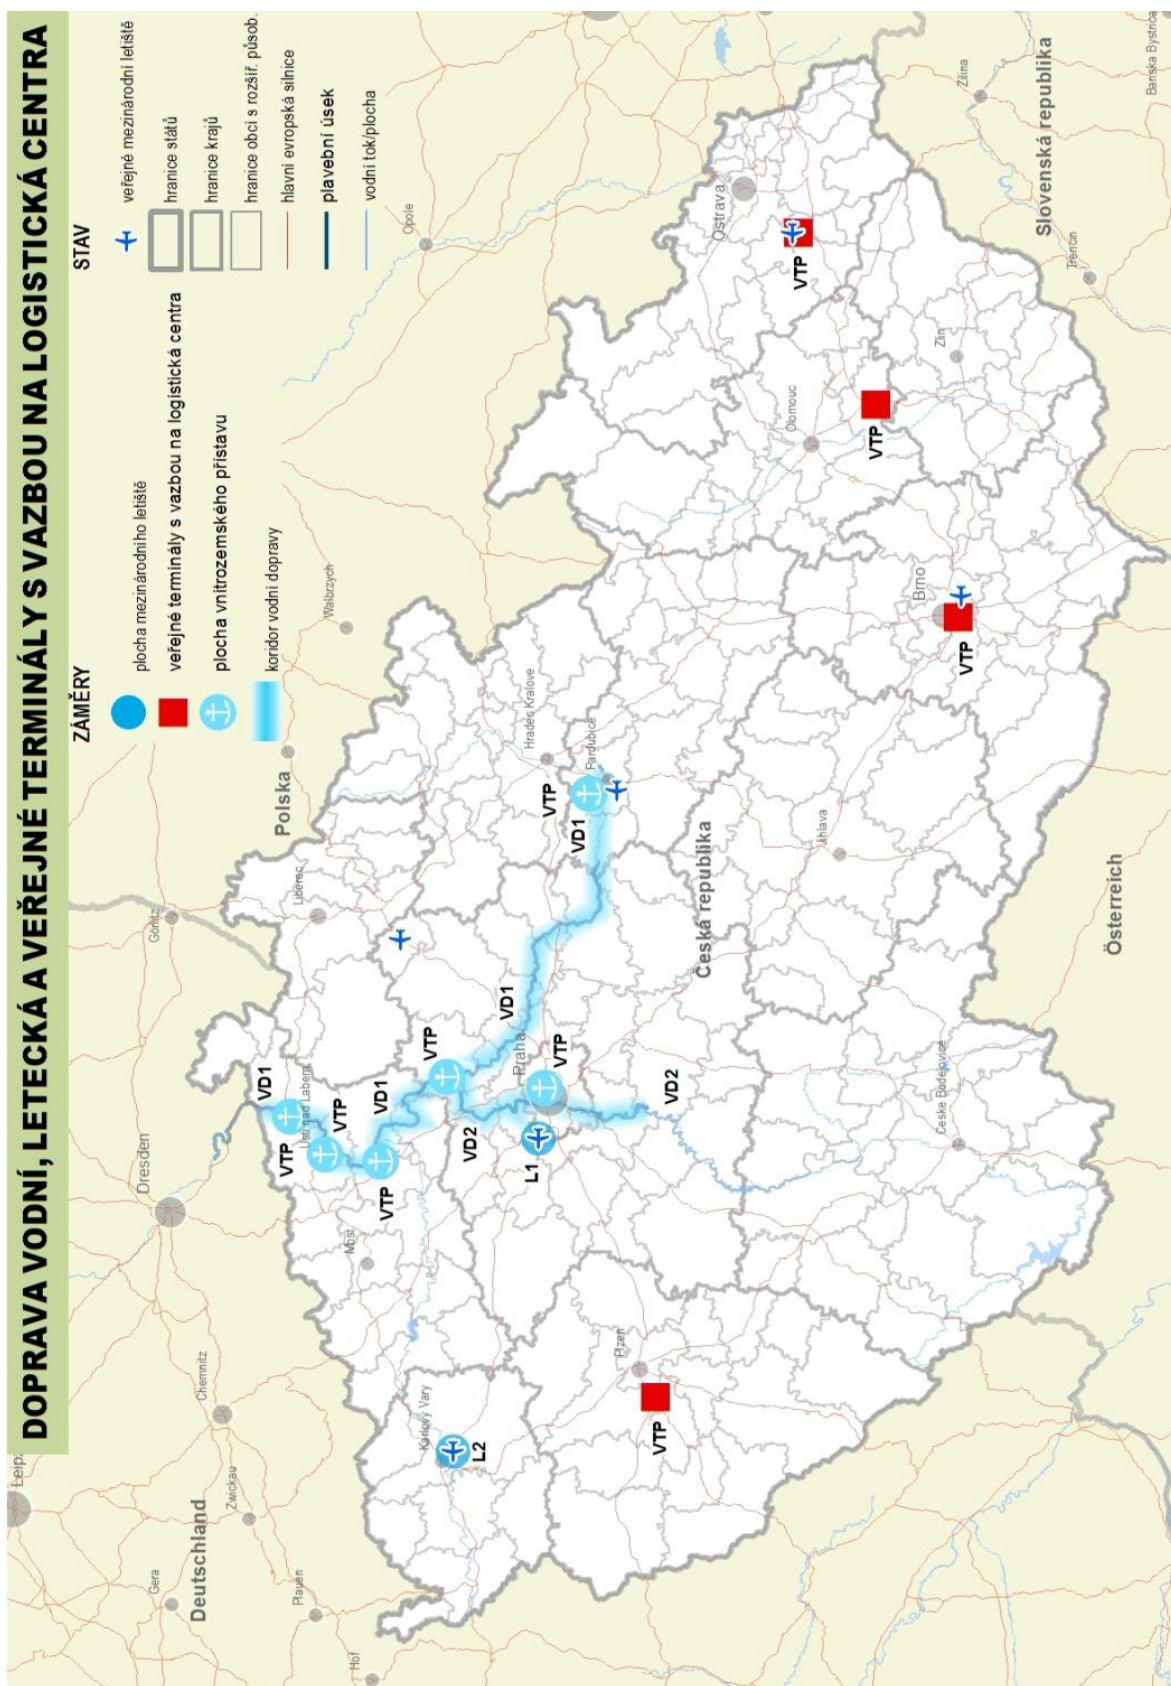 DOPRAVA VODNÍ, LETECKÁ A VEŘEJNÉ TERMINÁLY S VAZBOU NA LOGISTICKÁ CENTRA
ZÁMĚRY
plocha mezinárodního letiště
veřejné terminály s vazbou na logistická centra
plocha vnitrozemského přístavu
koridor vodní dopravy
STAV
veřejné mezinárodní letiště
hranice států
hranice krajů
hranice obcí s rozšíř. působ.
hlavní evropská silnice
plavební úsek
vodní tok/plocha
Leipz
Gera
Deutschland
Zwickau
Chemnitz
Plauen
Hof
Dresden
Görlitz
Polska
Wałbrzych
Opole
Liberec
VD1
Ústí nad Labem
VTP
VTP
VTP
VD1
VTP
Most
VD2
Karlovy Vary
L2
L1
Praha
VTP
VD1
VD2
Hradec Králové
VTP
VD1
Pardubice
Plzeň
VTP
Česká republika
Jihlava
České Budějovice
Österreich
Brno
VTP
Olomouc
VTP
Ostrava
VTP
Zlín
Žilina
Slovenská republika
Trenčín
Banská Bystrica